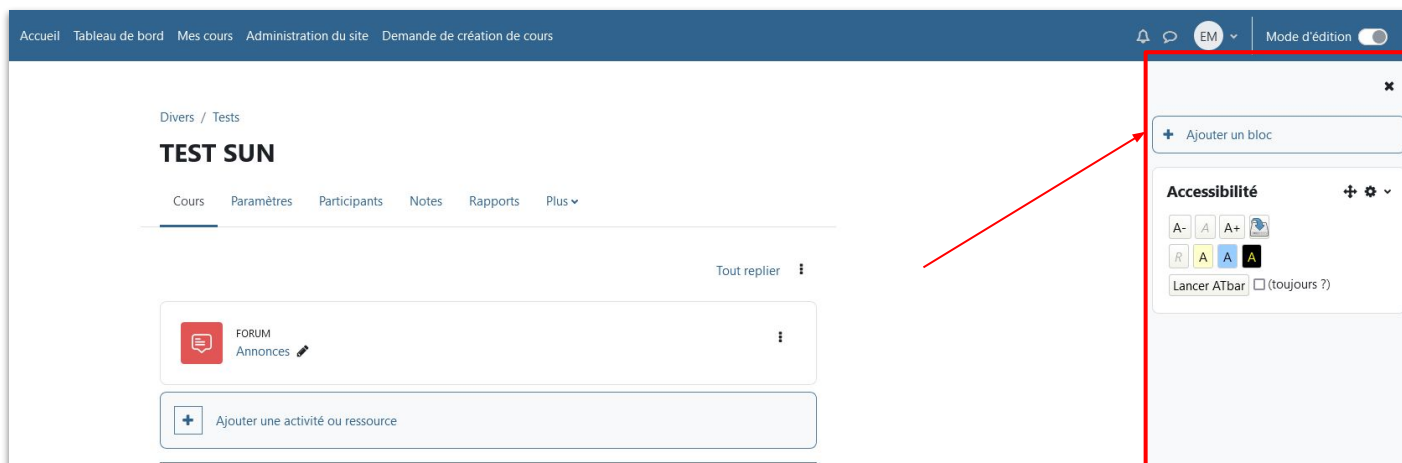 Accueil Tableau de bord Mes cours Administration du site Demande de création de cours EM Mode d'édition
Divers / Tests
TEST SUN
Cours Paramètres Participants Notes Rapports Plus
Tout replier
FORUM
Annonces
Ajouter une activité ou ressource
Ajouter un bloc
Accessibilité
A- A A+
R A A A
Lancer ATbar (toujours ?)